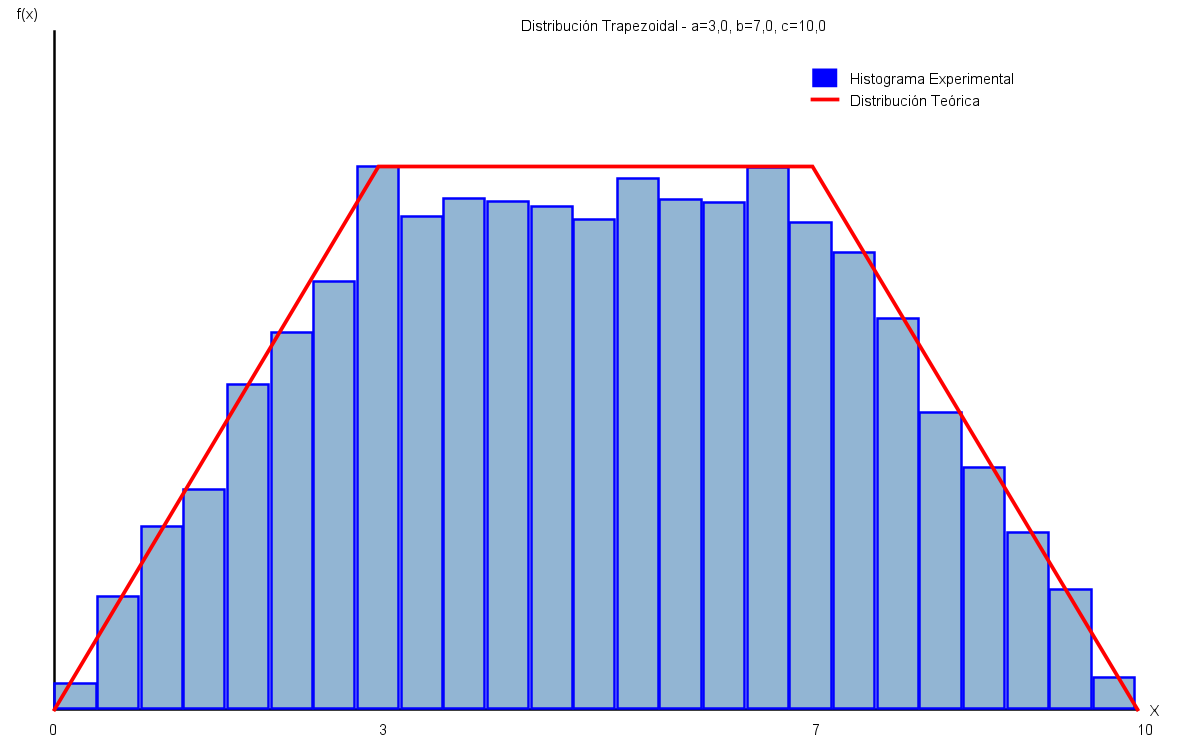 f(x)
Distribución Trapezoidal - a=3,0, b=7,0, c=10,0
Histograma Experimental
Distribución Teórica
X
0 3 7 10